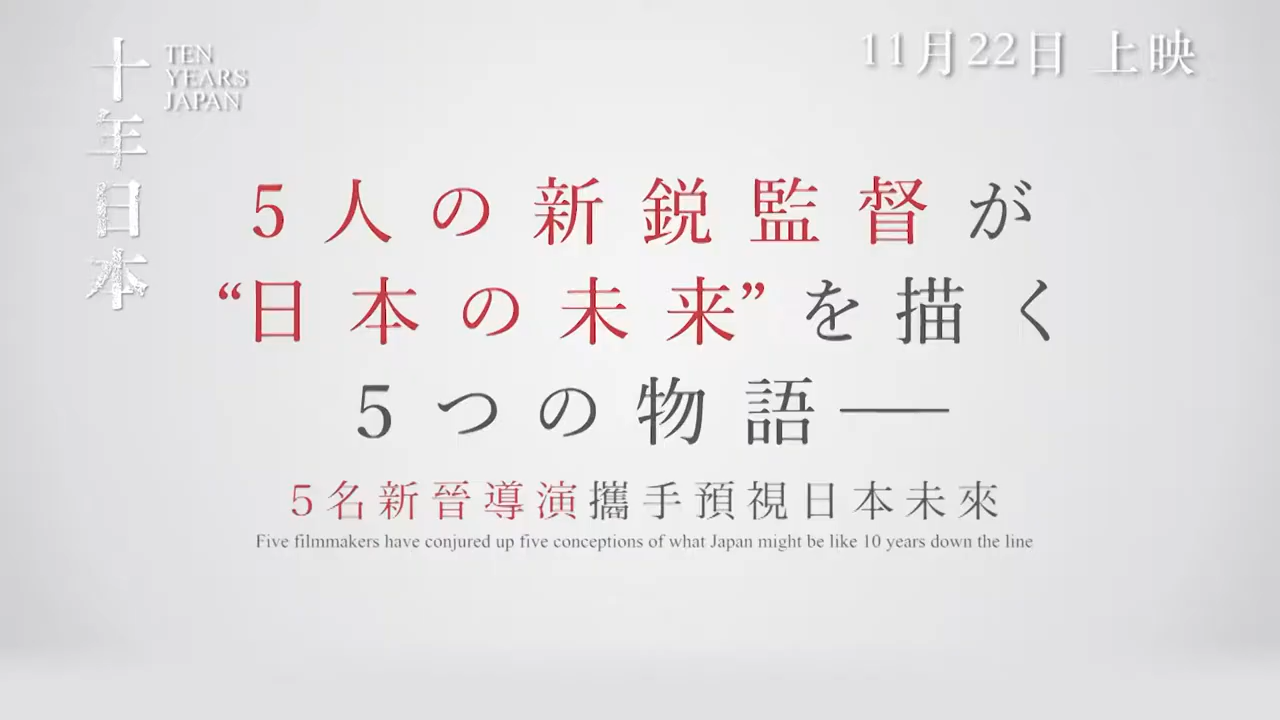 十年日本
TEN
YEARS
JAPAN
11月22日 上映
5人の新鋭監督が
“日本の未来”を描く
5つの物語──
5名新晉導演攜手預視日本未來
Five filmmakers have conjured up five conceptions of what Japan might be like 10 years down the line